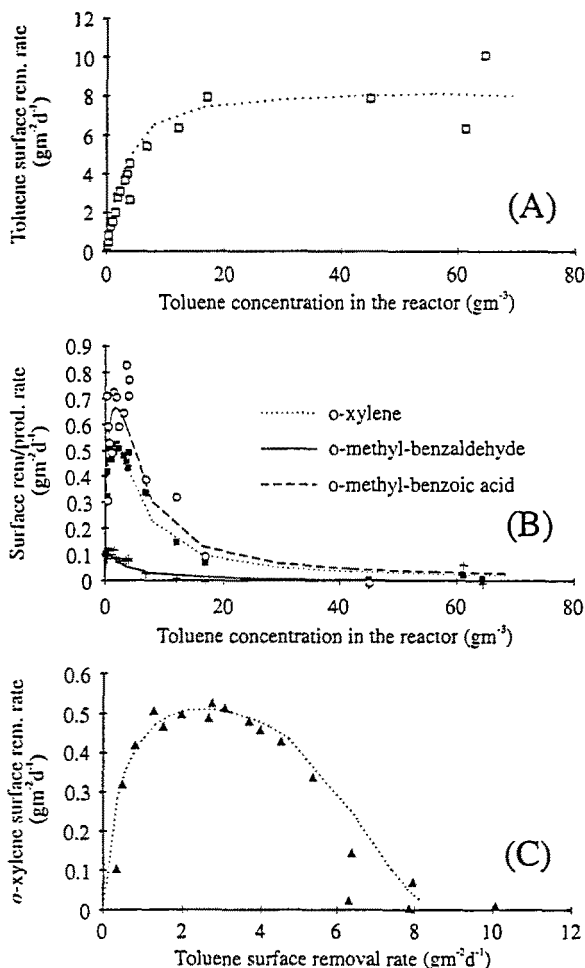 Toluene surface rem. rate
(gm⁻²d⁻¹)
10
8
6
4
2
0
(A)
0 20 40 60 80
Toluene concentration in the reactor (gm⁻³)
Surface rem/prod. rate
(gm⁻²d⁻¹)
0.9
0.8
0.7
0.6
0.5
0.4
0.3
0.2
0.1
0
o-xylene
o-methyl-benzaldehyde
o-methyl-benzoic acid
(B)
0 20 40 60 80
Toluene concentration in the reactor (gm⁻³)
o-xylene surface rem. rate
(gm⁻²d⁻¹)
0.6
0.5
0.4
0.3
0.2
0.1
0
(C)
0 2 4 6 8 10 12
Toluene surface removal rate (gm⁻²d⁻¹)